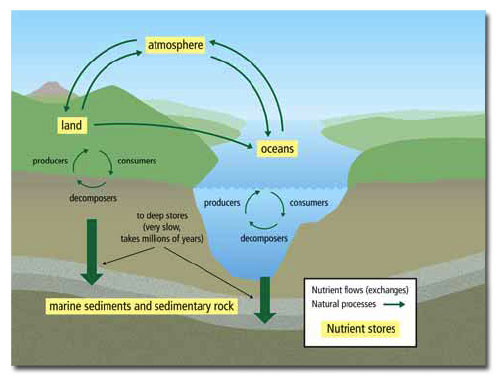 atmosphere
land
oceans
producers
consumers
decomposers
producers
consumers
decomposers
to deep stores
(very slow,
takes millions of years)
marine sediments and sedimentary rock
Nutrient flows (exchanges)
Natural processes
Nutrient stores